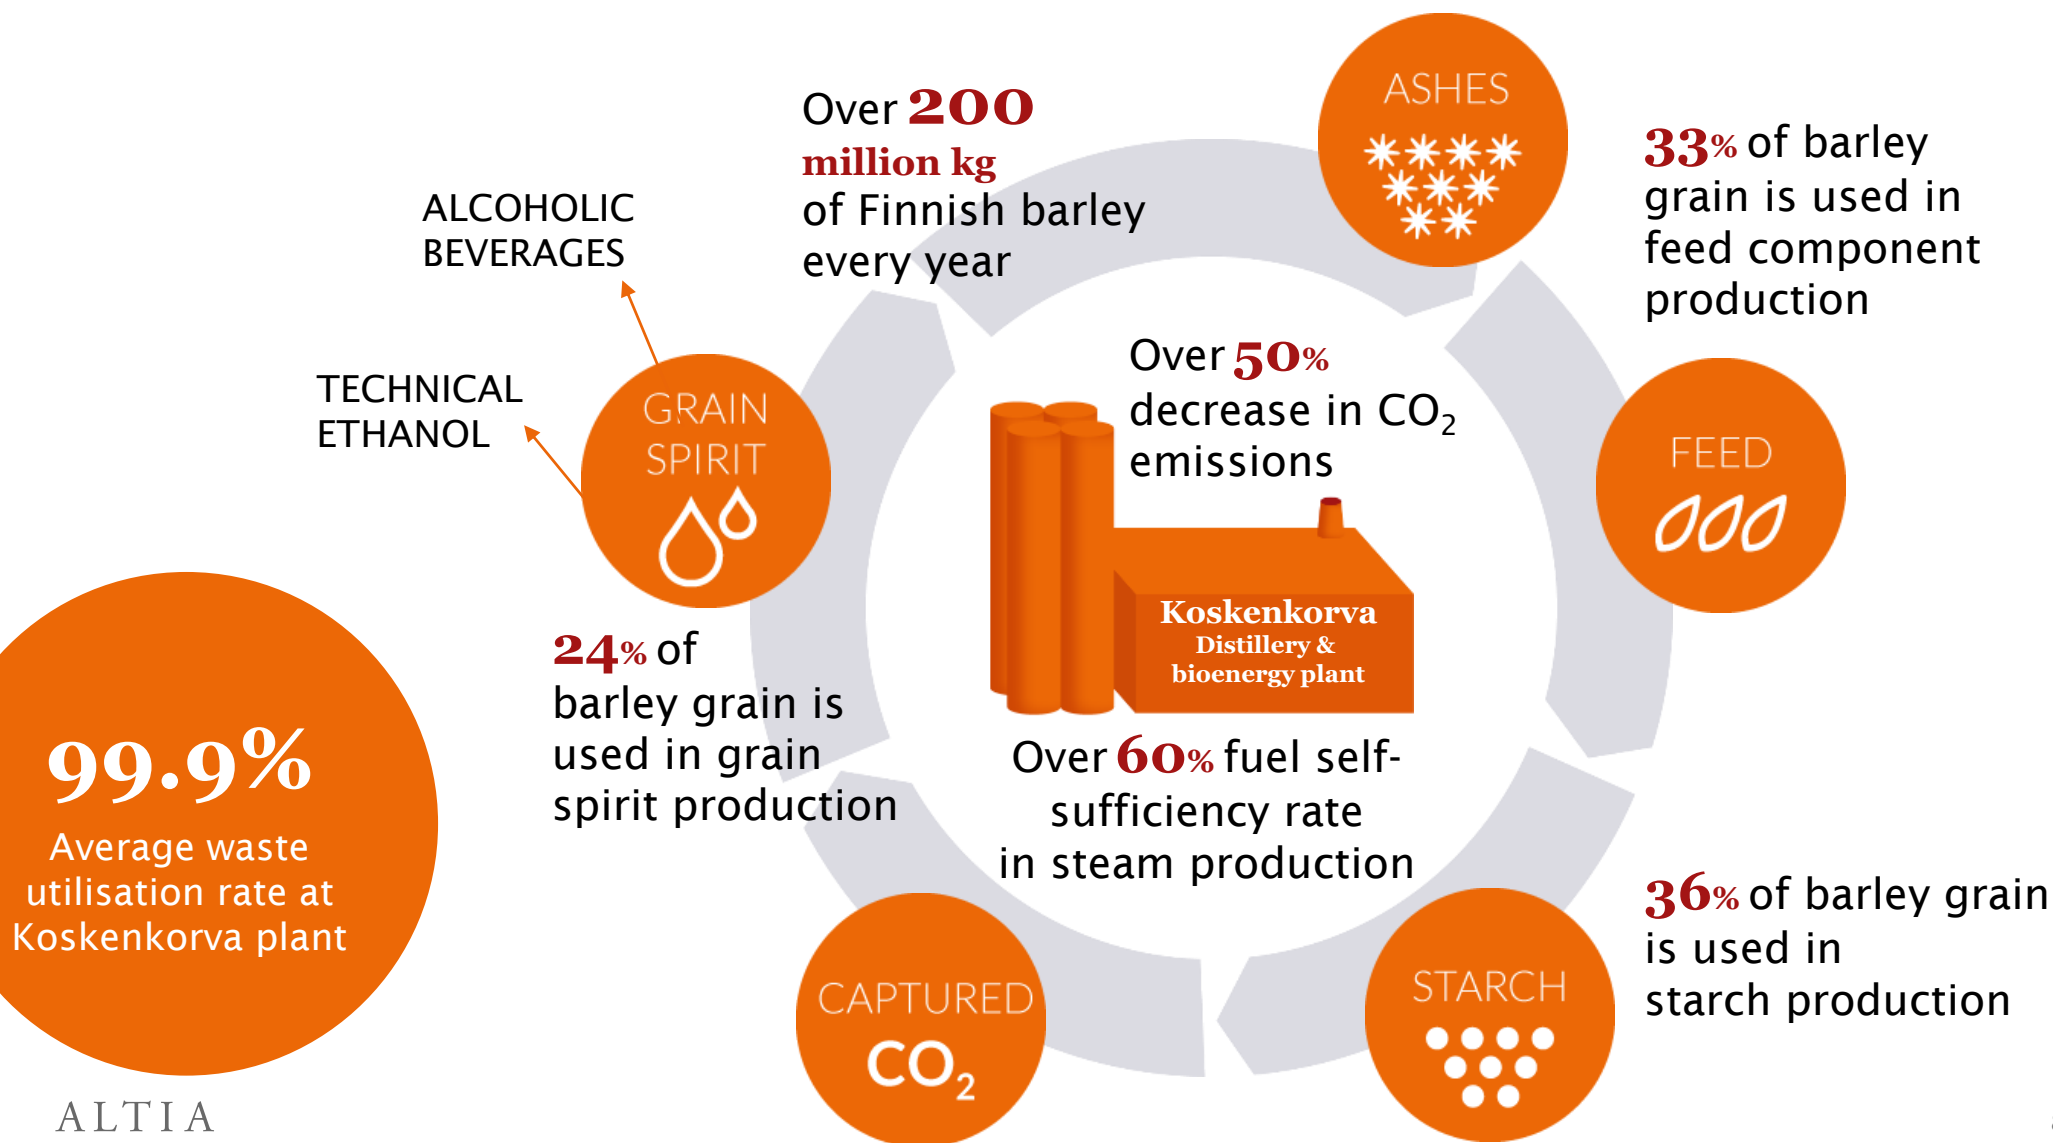 Over 200
million kg
of Finnish barley
every year
ASHES
33% of barley
grain is used in
feed component
production
ALCOHOLIC
BEVERAGES
TECHNICAL
ETHANOL
GRAIN
SPIRIT
Over 50%
decrease in CO₂
emissions
FEED
Koskenkorva
Distillery &
bioenergy plant
24% of
barley grain is
used in grain
spirit production
Over 60% fuel self-
sufficiency rate
in steam production
99.9%
Average waste
utilisation rate at
Koskenkorva plant
CAPTURED
CO₂
STARCH
36% of barley grain
is used in
starch production
ALTIA